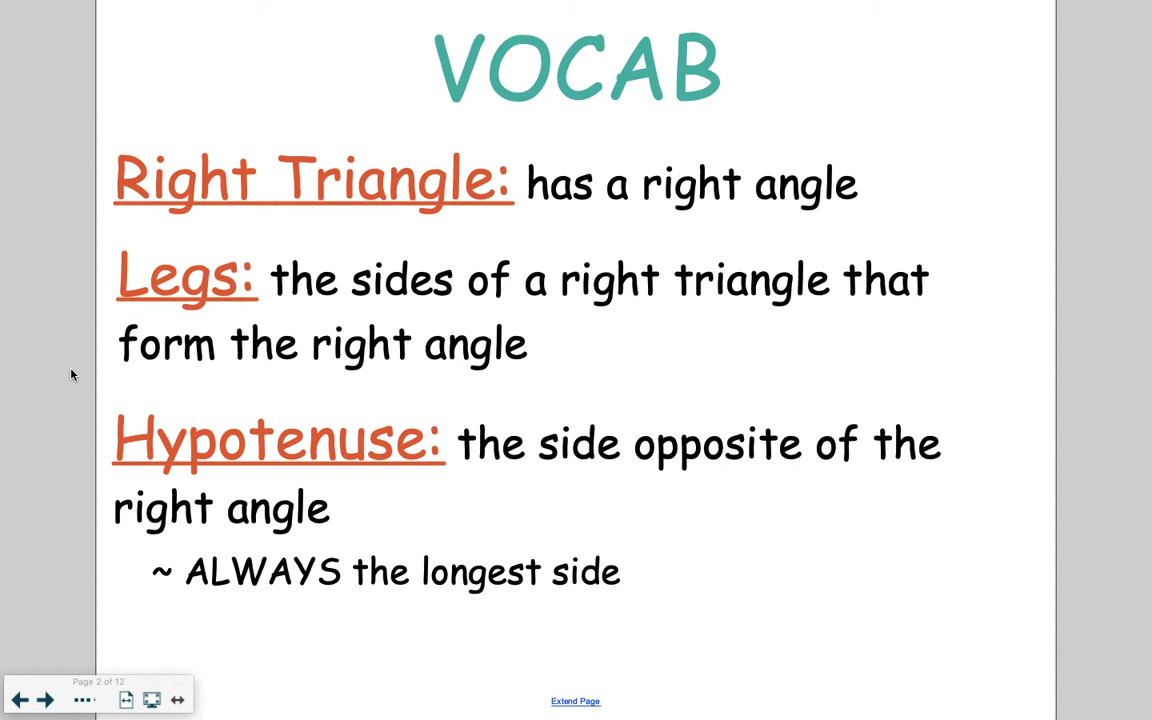 VOCAB
Right Triangle: has a right angle
Legs: the sides of a right triangle that
form the right angle
Hypotenuse: the side opposite of the
right angle
~ ALWAYS the longest side
Page 2 of 12
Extend Page